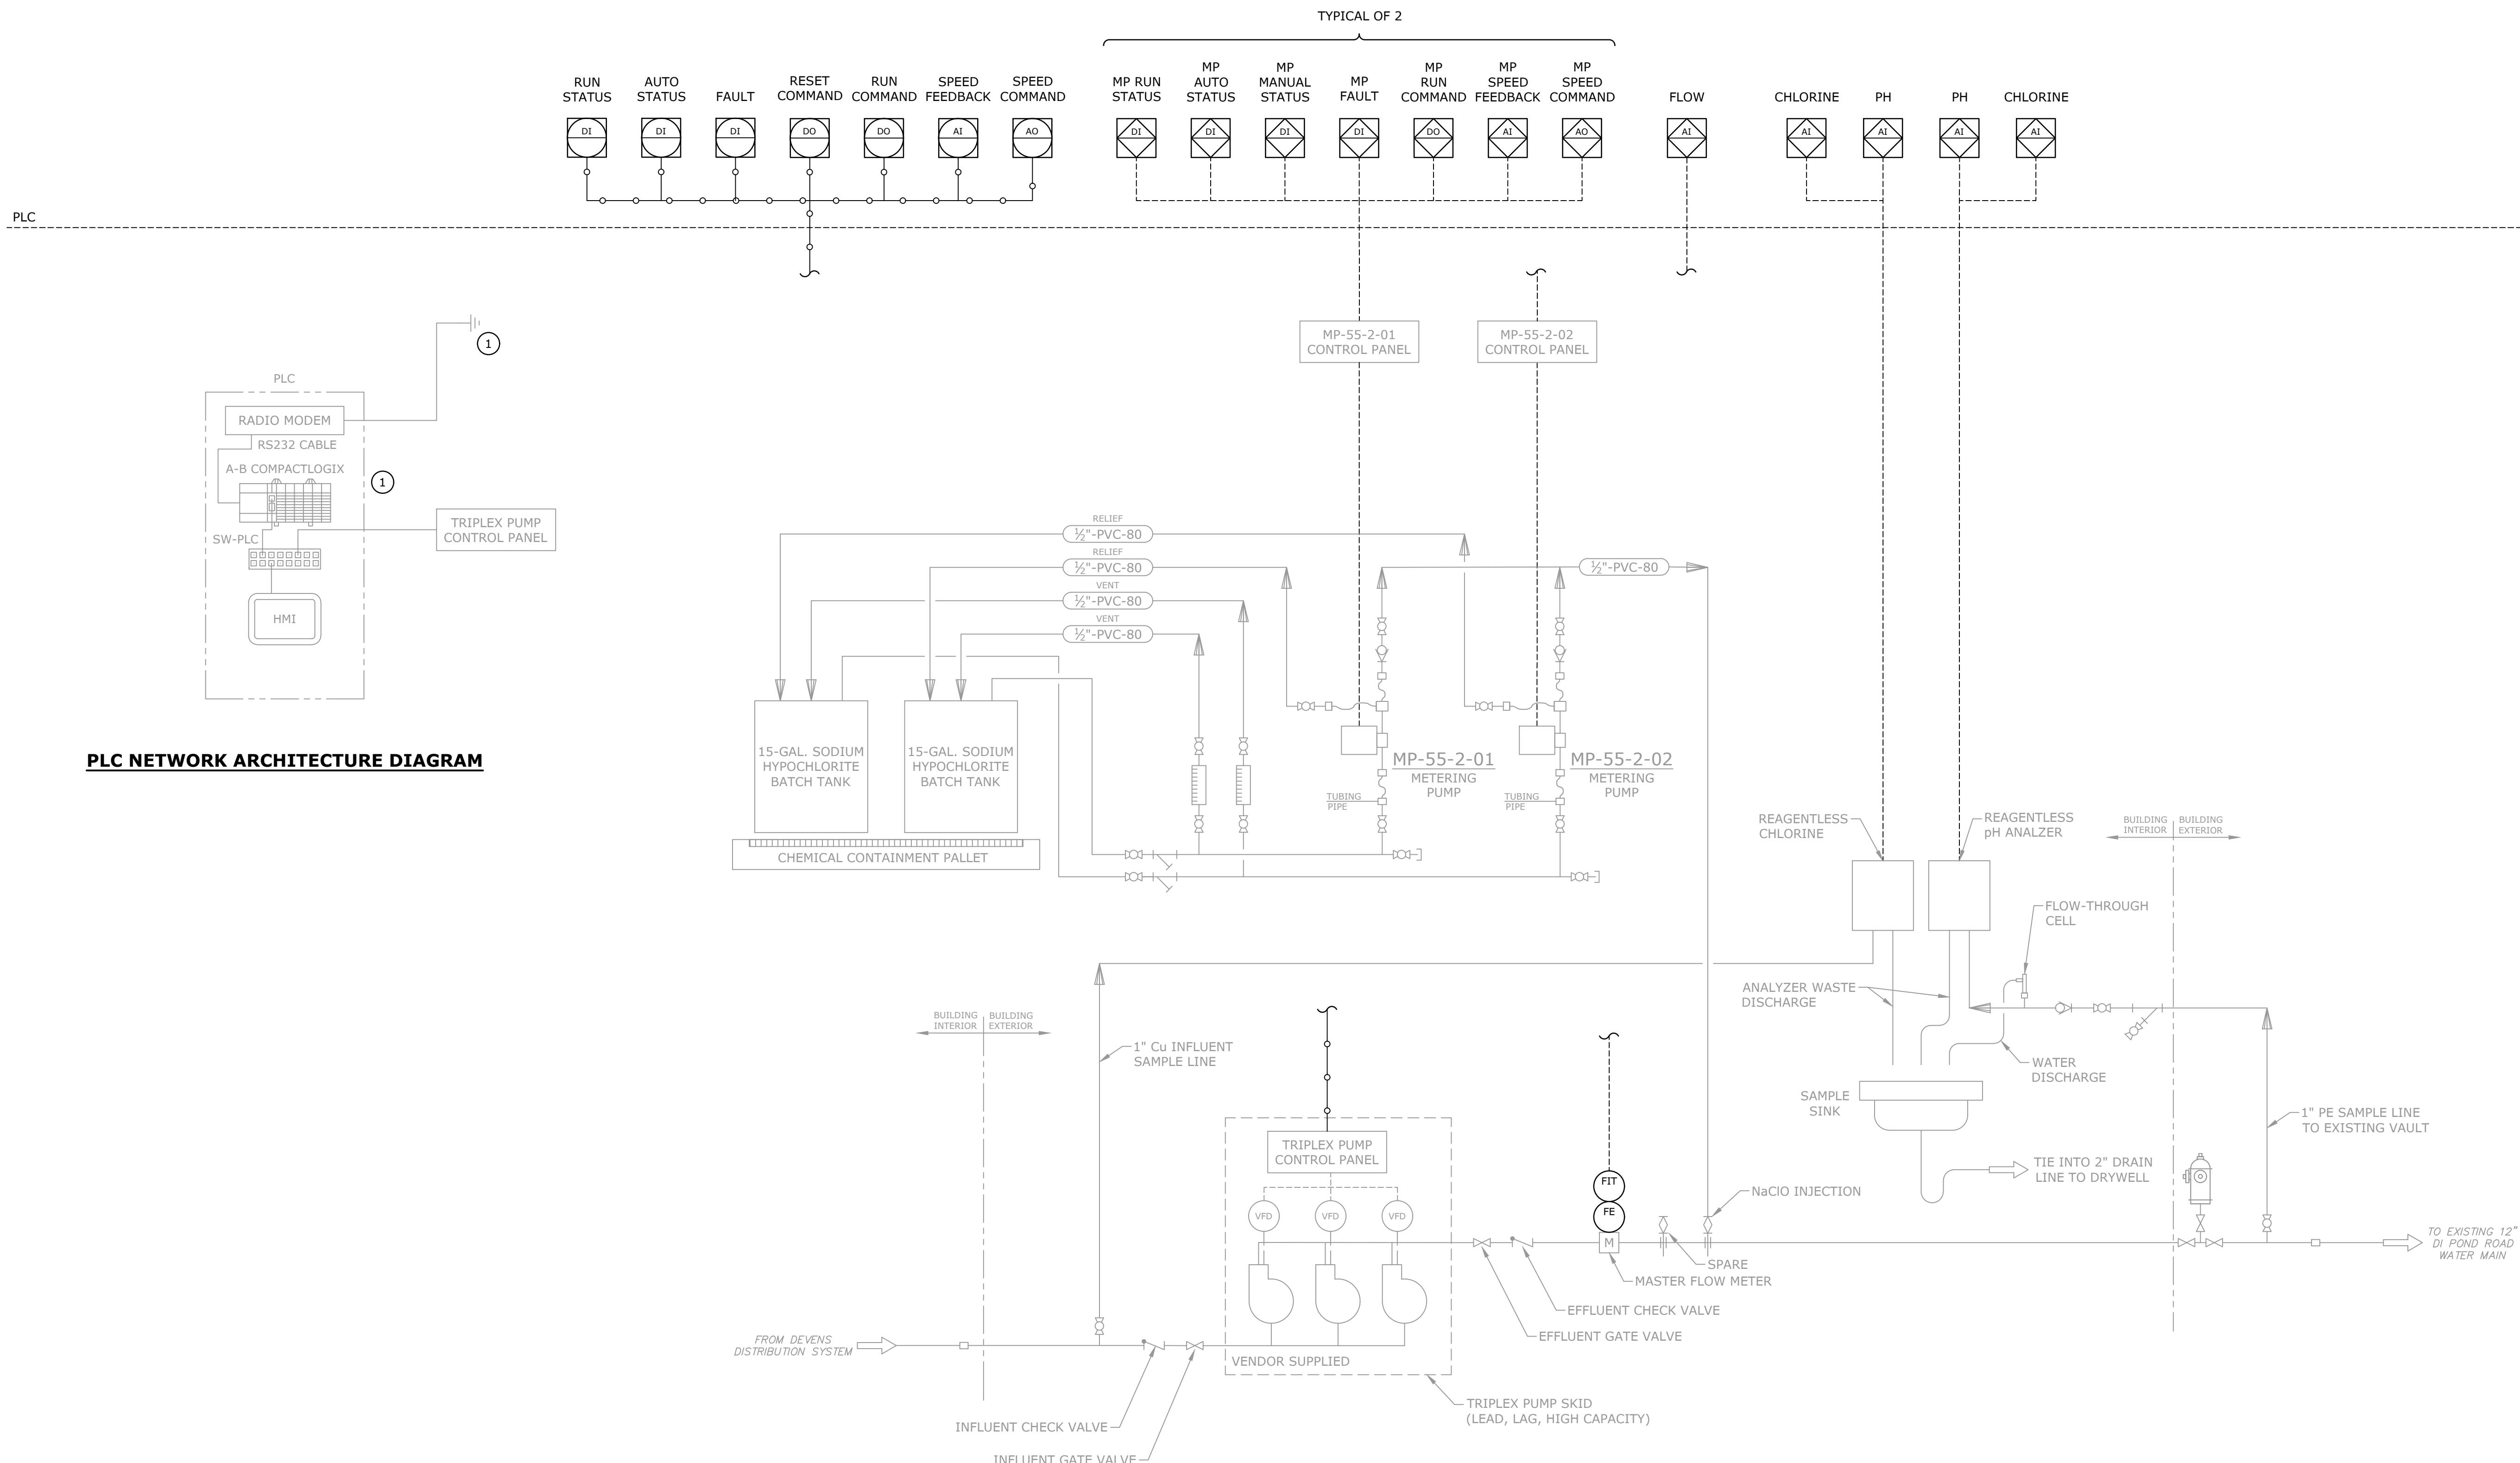 TYPICAL OF 2
RUN
STATUS
AUTO
STATUS
FAULT
RESET
COMMAND
RUN
COMMAND
SPEED
FEEDBACK
SPEED
COMMAND
MP RUN
STATUS
MP
AUTO
STATUS
MP
MANUAL
STATUS
MP
FAULT
MP
RUN
COMMAND
MP
SPEED
FEEDBACK
MP
SPEED
COMMAND
FLOW
CHLORINE
PH
PH
CHLORINE
DI
DI
DI
DO
DO
AI
AO
DI
DI
DI
DI
DO
AI
AO
AI
AI
AI
AI
AI
PLC
1
PLC
RADIO MODEM
RS232 CABLE
A-B COMPACTLOGIX
1
SW-PLC
TRIPLEX PUMP
CONTROL PANEL
HMI
PLC NETWORK ARCHITECTURE DIAGRAM
MP-55-2-01
CONTROL PANEL
MP-55-2-02
CONTROL PANEL
RELIEF
½"-PVC-80
RELIEF
½"-PVC-80
VENT
½"-PVC-80
VENT
½"-PVC-80
½"-PVC-80
15-GAL. SODIUM
HYPOCHLORITE
BATCH TANK
15-GAL. SODIUM
HYPOCHLORITE
BATCH TANK
CHEMICAL CONTAINMENT PALLET
MP-55-2-01
METERING
PUMP
MP-55-2-02
METERING
PUMP
TUBING
PIPE
TUBING
PIPE
REAGENTLESS
CHLORINE
REAGENTLESS
pH ANALZER
BUILDING
INTERIOR
BUILDING
EXTERIOR
FLOW-THROUGH
CELL
ANALYZER WASTE
DISCHARGE
WATER
DISCHARGE
SAMPLE
SINK
1" PE SAMPLE LINE
TO EXISTING VAULT
TIE INTO 2" DRAIN
LINE TO DRYWELL
BUILDING
INTERIOR
BUILDING
EXTERIOR
1" Cu INFLUENT
SAMPLE LINE
TRIPLEX PUMP
CONTROL PANEL
VFD
VFD
VFD
FIT
FE
M
NaClO INJECTION
SPARE
MASTER FLOW METER
EFFLUENT CHECK VALVE
EFFLUENT GATE VALVE
TO EXISTING 12"
DI POND ROAD
WATER MAIN
FROM DEVENS
DISTRIBUTION SYSTEM
VENDOR SUPPLIED
TRIPLEX PUMP SKID
(LEAD, LAG, HIGH CAPACITY)
INFLUENT CHECK VALVE
INFLUENT GATE VALVE